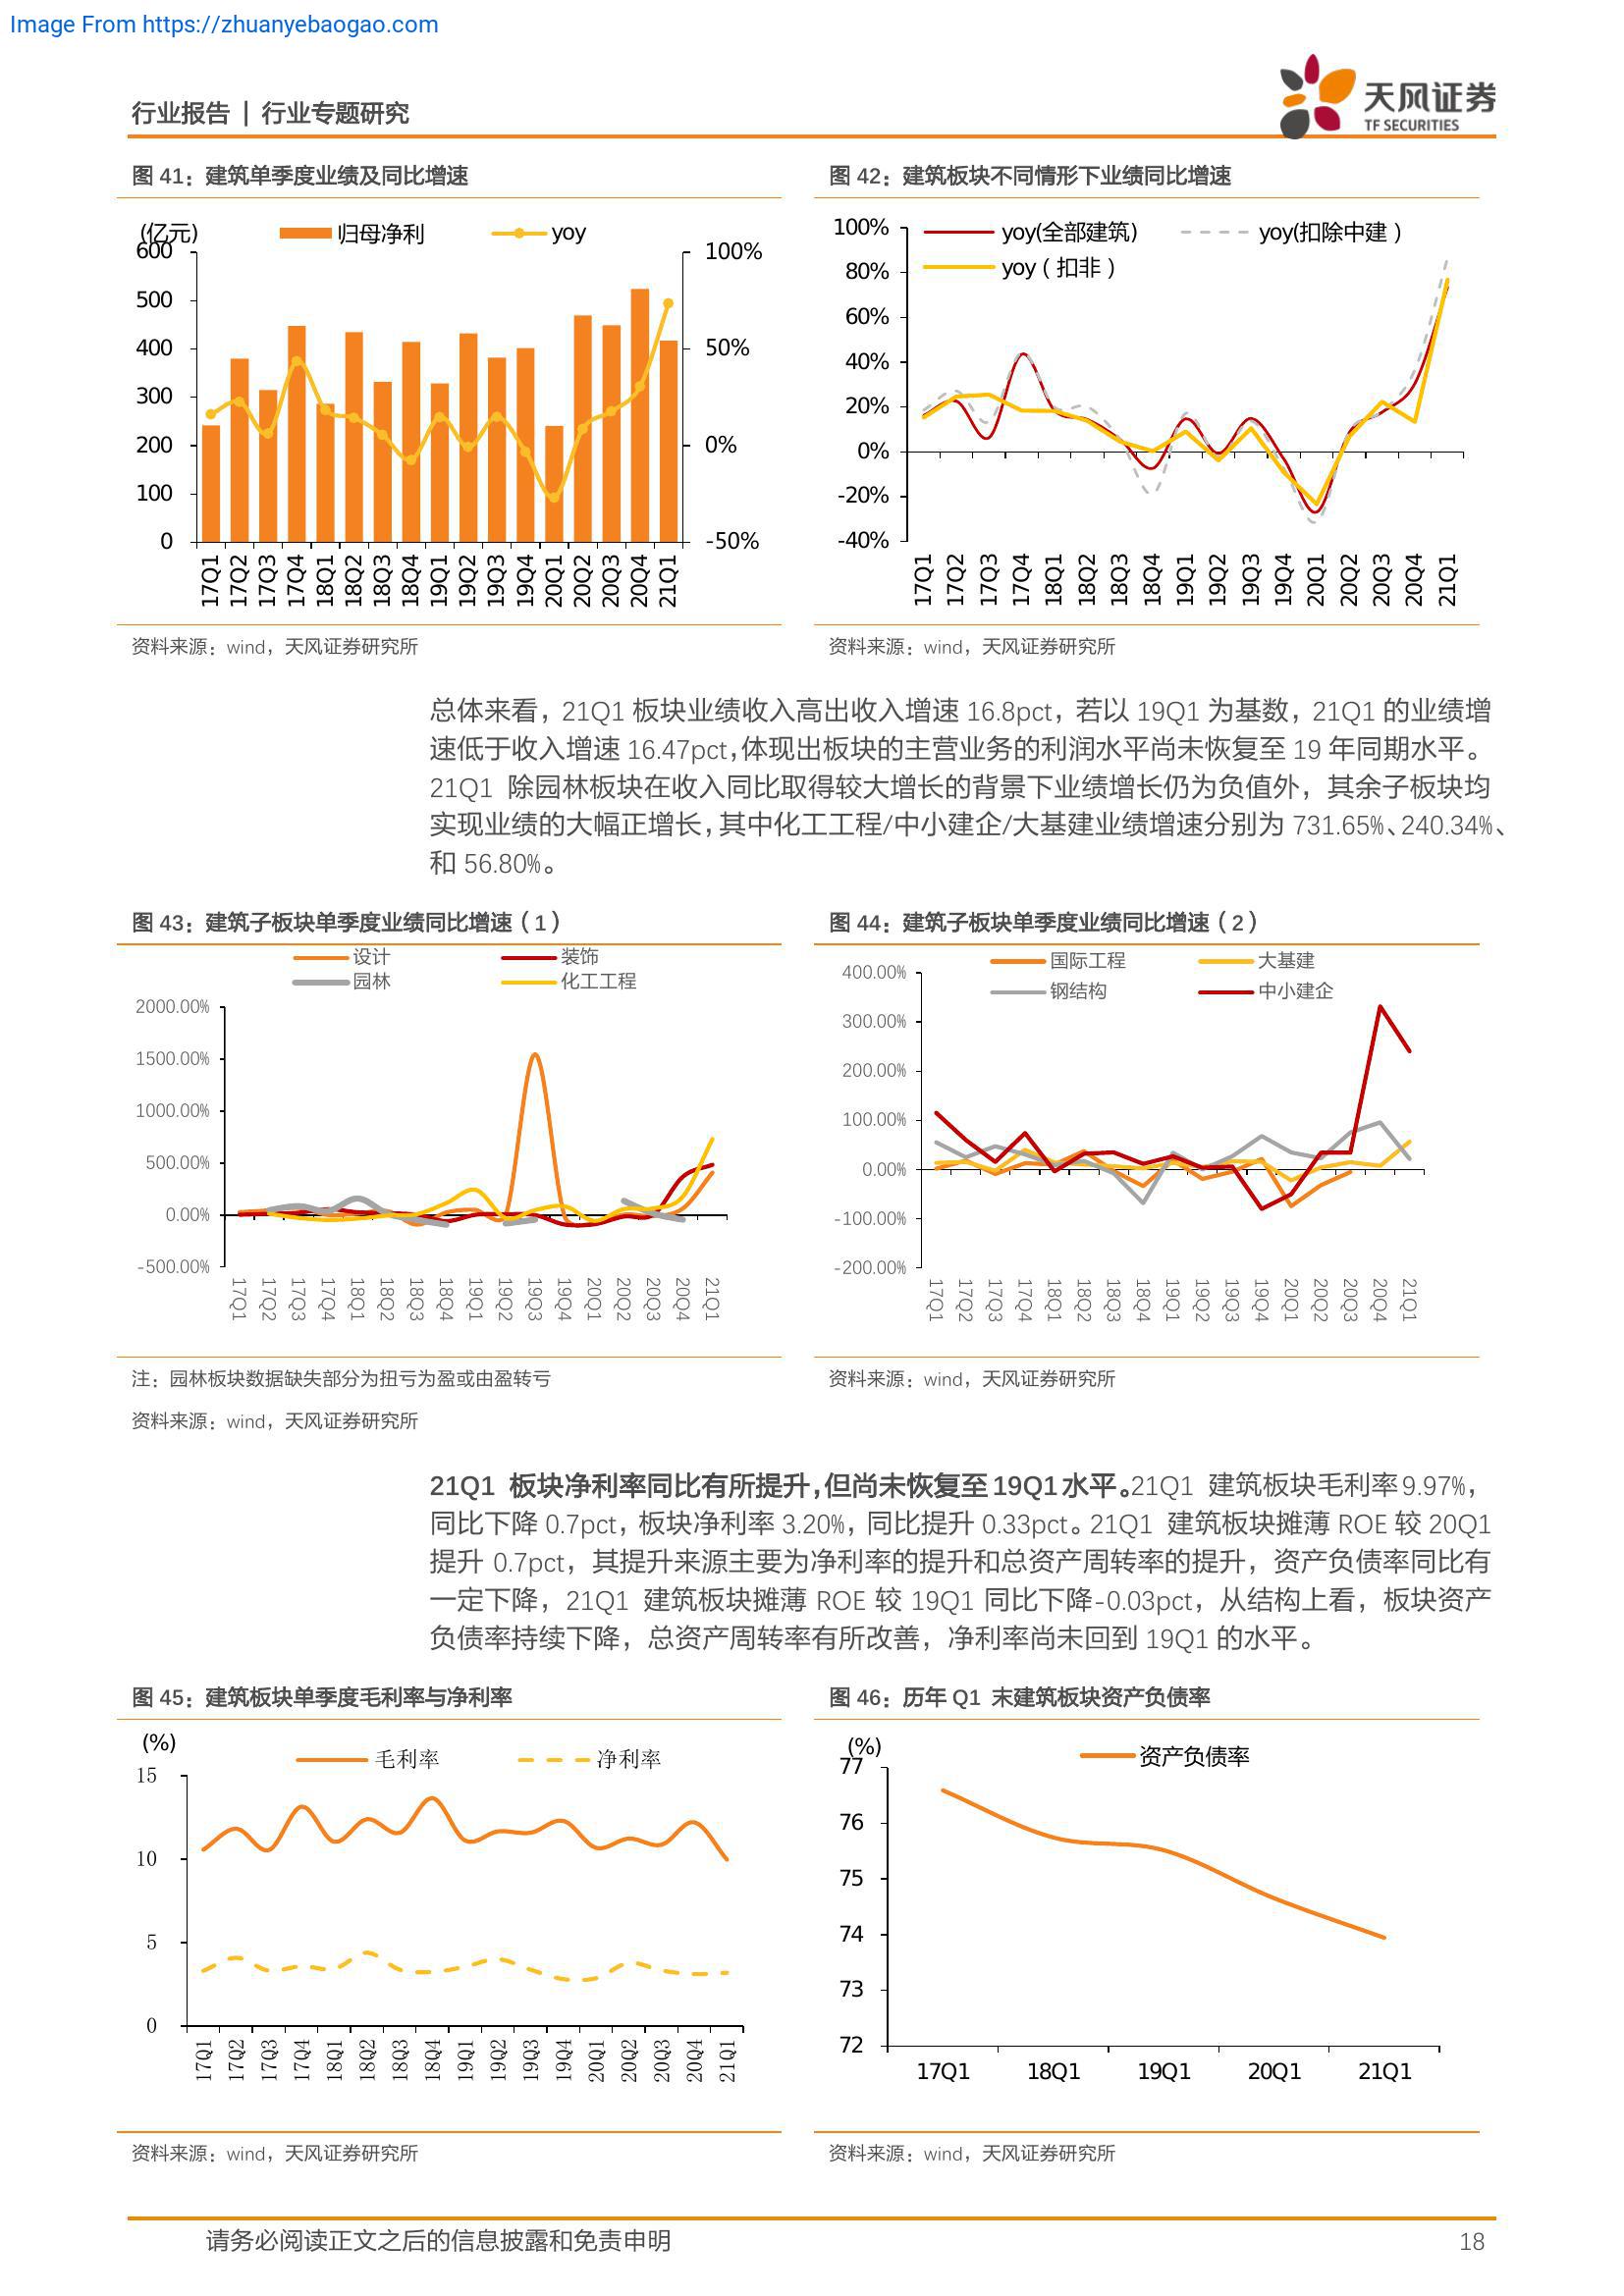 Image From https://zhuanyebaogao.com
行业报告 | 行业专题研究
天风证券
TF SECURITIES
图 41：建筑单季度业绩及同比增速
(亿元)
归母净利
yoy
600
500
400
300
200
100
0
100%
50%
0%
-50%
17Q1
17Q2
17Q3
17Q4
18Q1
18Q2
18Q3
18Q4
19Q1
19Q2
19Q3
19Q4
20Q1
20Q2
20Q3
20Q4
21Q1
资料来源：wind，天风证券研究所
图 42：建筑板块不同情形下业绩同比增速
yoy(全部建筑)
yoy(扣除中建）
yoy（扣非）
100%
80%
60%
40%
20%
0%
-20%
-40%
17Q1
17Q2
17Q3
17Q4
18Q1
18Q2
18Q3
18Q4
19Q1
19Q2
19Q3
19Q4
20Q1
20Q2
20Q3
20Q4
21Q1
资料来源：wind，天风证券研究所
总体来看，21Q1 板块业绩收入高出收入增速 16.8pct，若以 19Q1 为基数，21Q1 的业绩增
速低于收入增速 16.47pct，体现出板块的主营业务的利润水平尚未恢复至 19 年同期水平。
21Q1 除园林板块在收入同比取得较大增长的背景下业绩增长仍为负值外，其余子板块均
实现业绩的大幅正增长，其中化工工程/中小建企/大基建业绩增速分别为 731.65%、240.34%、
和 56.80%。
图 43：建筑子板块单季度业绩同比增速（1）
设计
装饰
园林
化工工程
2000.00%
1500.00%
1000.00%
500.00%
0.00%
-500.00%
17Q1
17Q2
17Q3
17Q4
18Q1
18Q2
18Q3
18Q4
19Q1
19Q2
19Q3
19Q4
20Q1
20Q2
20Q3
20Q4
21Q1
注：园林板块数据缺失部分为扭亏为盈或由盈转亏
资料来源：wind，天风证券研究所
图 44：建筑子板块单季度业绩同比增速（2）
国际工程
大基建
钢结构
中小建企
400.00%
300.00%
200.00%
100.00%
0.00%
-100.00%
-200.00%
17Q1
17Q2
17Q3
17Q4
18Q1
18Q2
18Q3
18Q4
19Q1
19Q2
19Q3
19Q4
20Q1
20Q2
20Q3
20Q4
21Q1
资料来源：wind，天风证券研究所
21Q1 板块净利率同比有所提升，但尚未恢复至 19Q1 水平。21Q1 建筑板块毛利率 9.97%，
同比下降 0.7pct，板块净利率 3.20%，同比提升 0.33pct。21Q1 建筑板块摊薄 ROE 较 20Q1
提升 0.7pct，其提升来源主要为净利率的提升和总资产周转率的提升，资产负债率同比有
一定下降，21Q1 建筑板块摊薄 ROE 较 19Q1 同比下降-0.03pct，从结构上看，板块资产
负债率持续下降，总资产周转率有所改善，净利率尚未回到 19Q1 的水平。
图 45：建筑板块单季度毛利率与净利率
(%)
毛利率
净利率
15
10
5
0
17Q1
17Q2
17Q3
17Q4
18Q1
18Q2
18Q3
18Q4
19Q1
19Q2
19Q3
19Q4
20Q1
20Q2
20Q3
20Q4
21Q1
资料来源：wind，天风证券研究所
图 46：历年 Q1 末建筑板块资产负债率
(%)
资产负债率
77
76
75
74
73
72
17Q1
18Q1
19Q1
20Q1
21Q1
资料来源：wind，天风证券研究所
请务必阅读正文之后的信息披露和免责申明
18